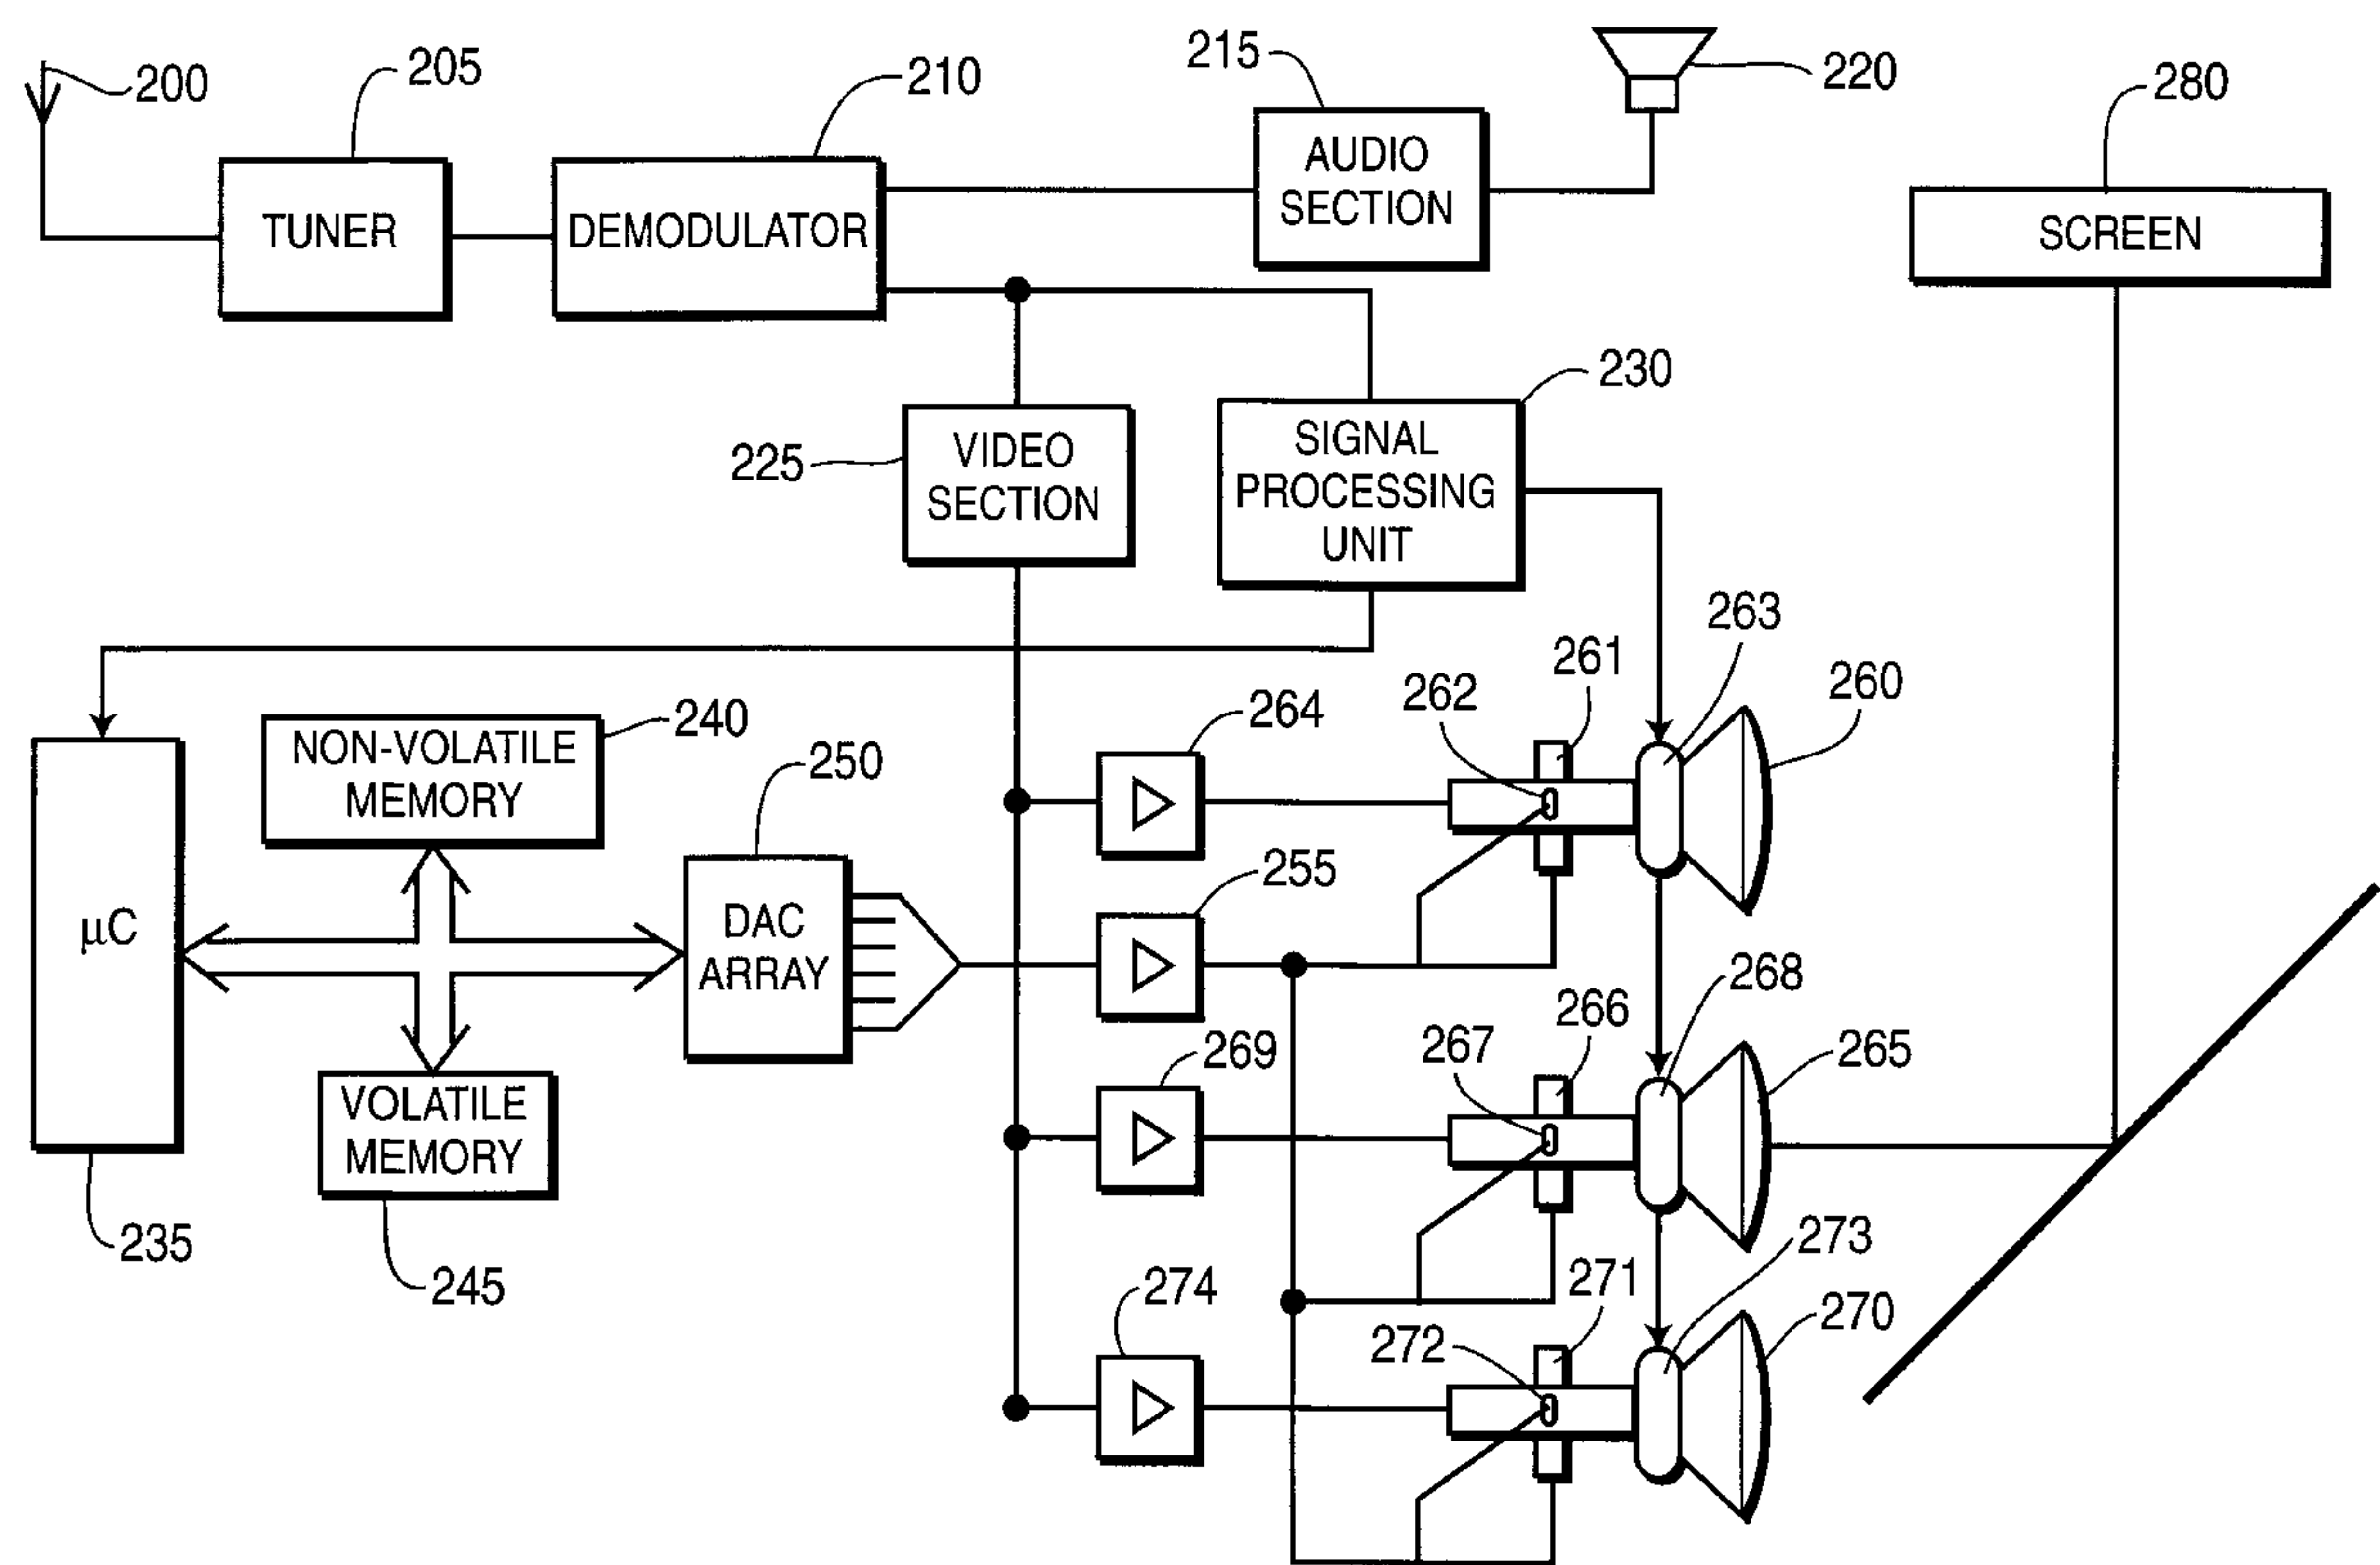 200
205
210
215
220
280
TUNER
DEMODULATOR
AUDIO
SECTION
SCREEN
225
VIDEO
SECTION
230
SIGNAL
PROCESSING
UNIT
263
261
262
260
264
240
NON-VOLATILE
MEMORY
250
µC
DAC
ARRAY
255
268
266
267
265
269
VOLATILE
MEMORY
235
245
273
271
274
272
270